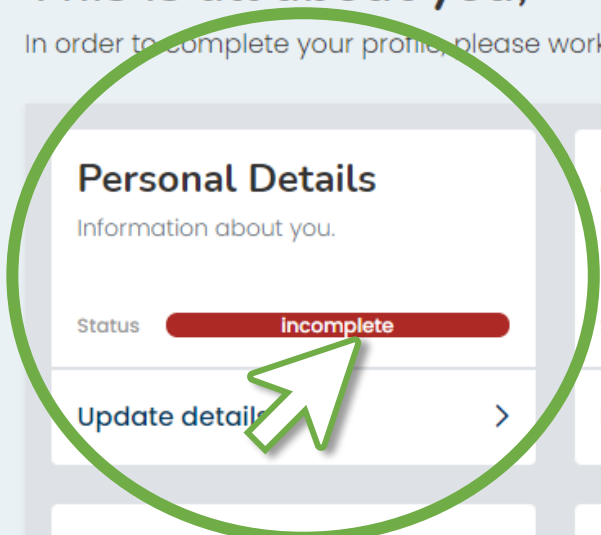 In order to complete your profile, please work
Personal Details
Information about you.
Status incomplete
Update details